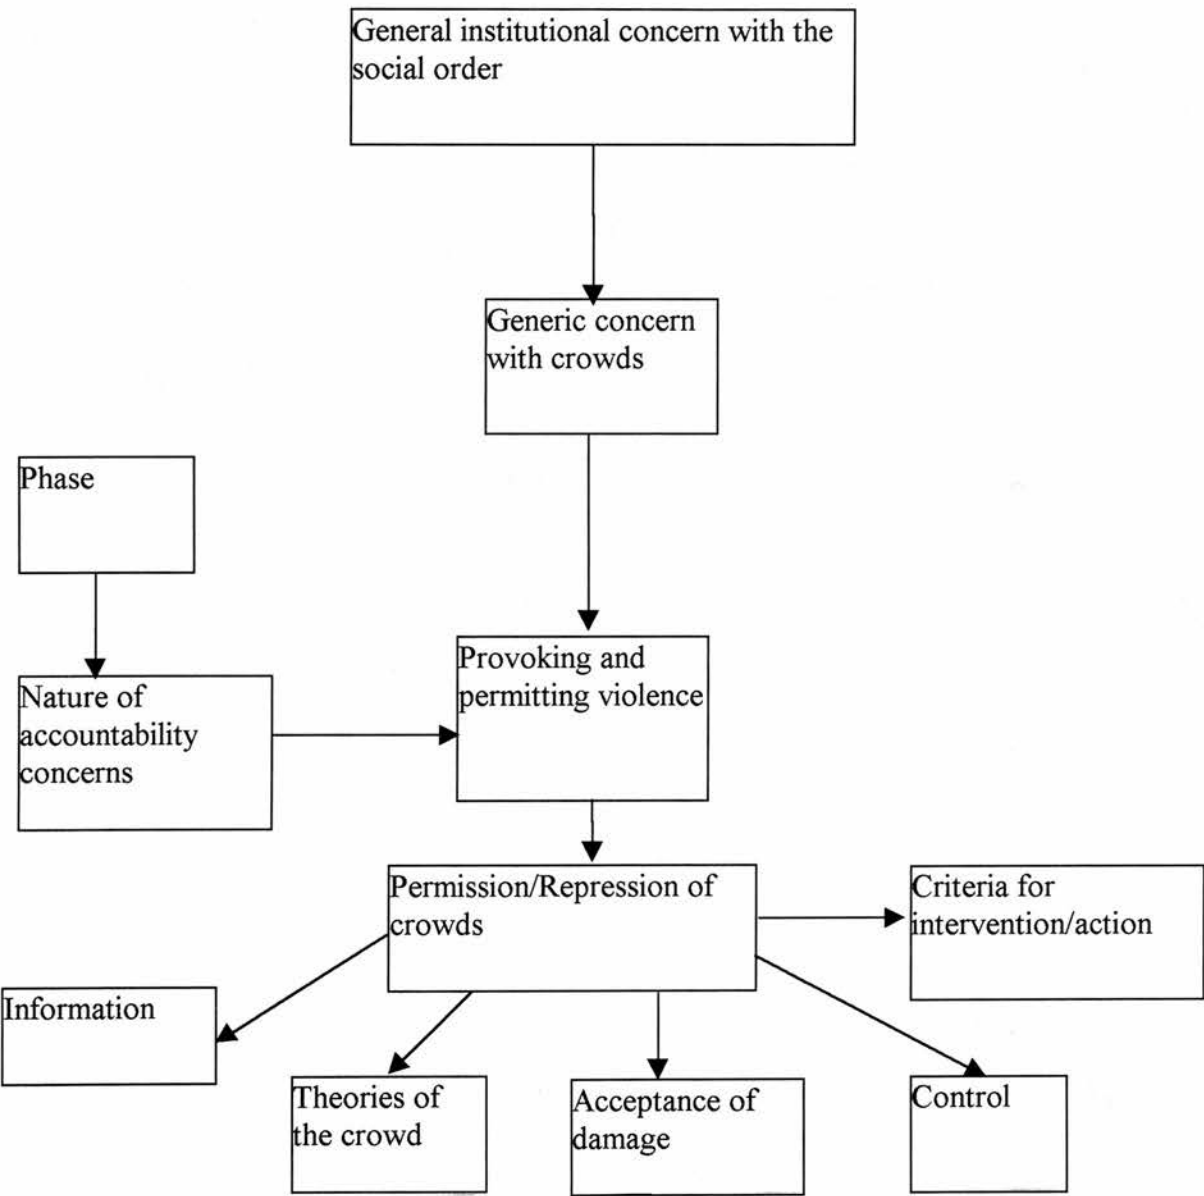 General institutional concern with the
social order
Generic concern
with crowds
Phase
Provoking and
permitting violence
Nature of
accountability
concerns
Permission/Repression of
crowds
Criteria for
intervention/action
Information
Theories of
the crowd
Acceptance of
damage
Control